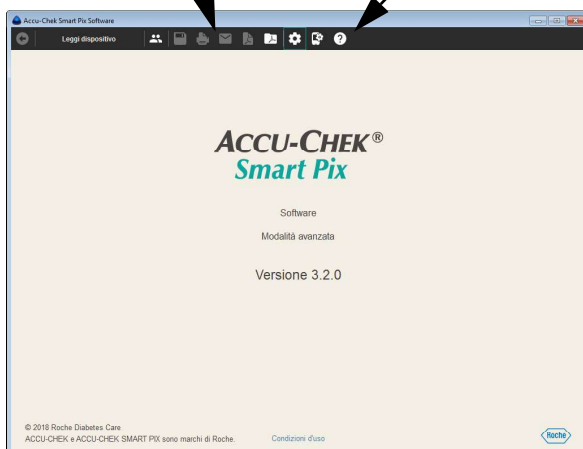 Accu-Chek Smart Pix Software
Leggi dispositivo
ACCU-CHEK®
Smart Pix
Software
Modalità avanzata
Versione 3.2.0
© 2018 Roche Diabetes Care
ACCU-CHEK e ACCU-CHEK SMART PIX sono marchi di Roche.
Condizioni d'uso
Roche